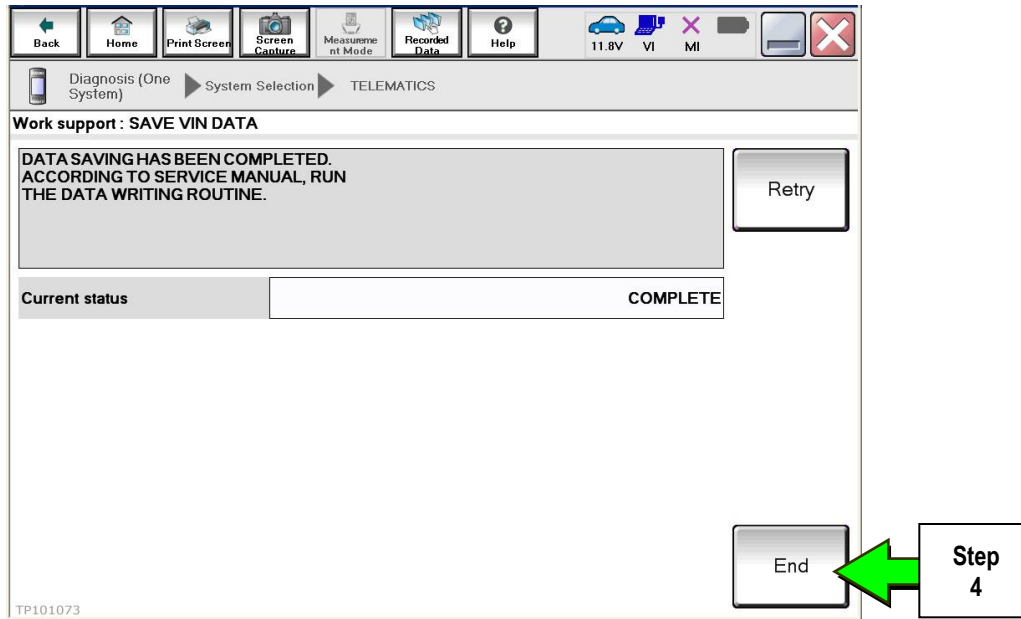 Back
Home
Print Screen
Screen
Capture
Measureme
nt Mode
Recorded
Data
Help
11.8V
VI
MI
Diagnosis (One
System)
System Selection
TELEMATICS
Work support : SAVE VIN DATA
DATA SAVING HAS BEEN COMPLETED.
ACCORDING TO SERVICE MANUAL, RUN
THE DATA WRITING ROUTINE.
Retry
Current status
COMPLETE
End
Step
4
TP101073